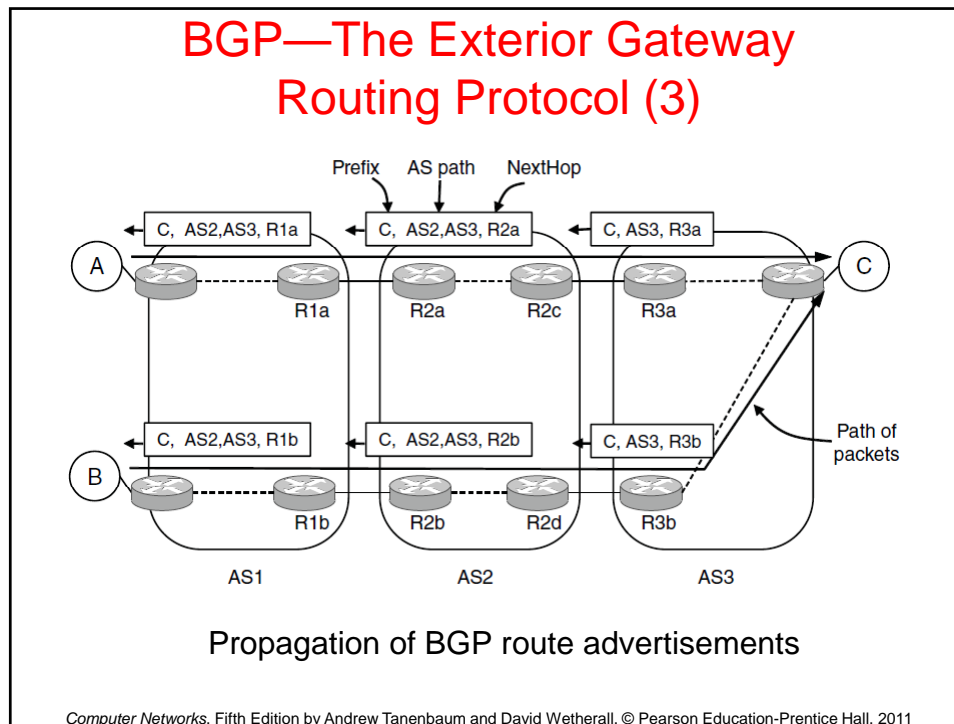 BGP—The Exterior Gateway
Routing Protocol (3)
Prefix AS path NextHop
C, AS2,AS3, R1a C, AS2,AS3, R2a C, AS3, R3a
A C
R1a R2a R2c R3a
C, AS2,AS3, R1b C, AS2,AS3, R2b C, AS3, R3b
Path of
packets
B
R1b R2b R2d R3b
AS1 AS2 AS3
Propagation of BGP route advertisements
Computer Networks, Fifth Edition by Andrew Tanenbaum and David Wetherall, © Pearson Education-Prentice Hall, 2011